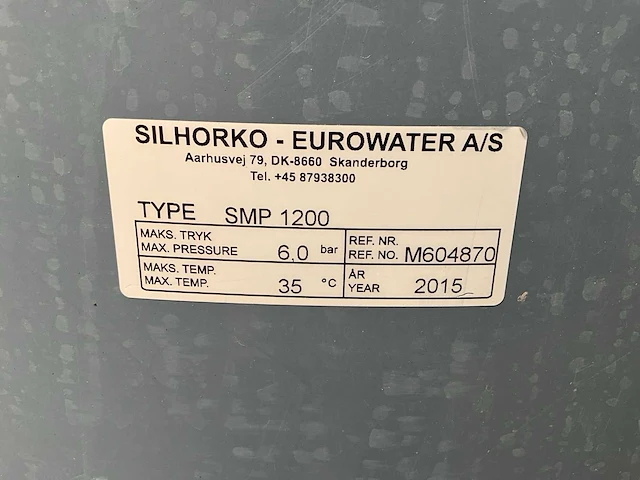 SILHORKO - EUROWATER A/S
Aarhusvej 79, DK-8660 Skanderborg
Tel. +45 87938300
TYPE SMP 1200
MAKS. TRYK
MAX. PRESSURE 6,0 bar
REF. NR.
REF. NO. M604870
MAKS. TEMP.
MAX. TEMP. 35 °C
ÅR
YEAR 2015